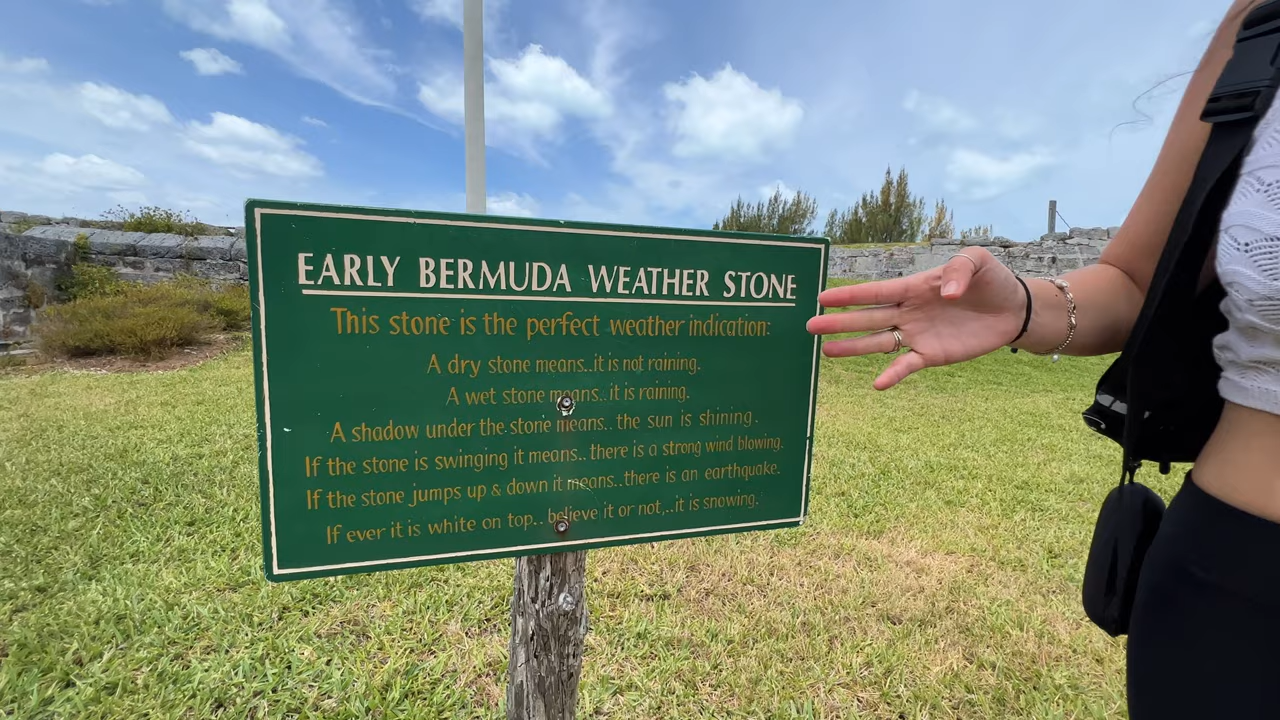 EARLY BERMUDA WEATHER STONE
This stone is the perfect weather indication:
A dry stone means..it is not raining.
A wet stone means..it is raining.
A shadow under the stone means..the sun is shining.
If the stone is swinging it means..there is a strong wind blowing.
If the stone jumps up & down it means..there is an earthquake.
If ever it is white on top..believe it or not,..it is snowing.